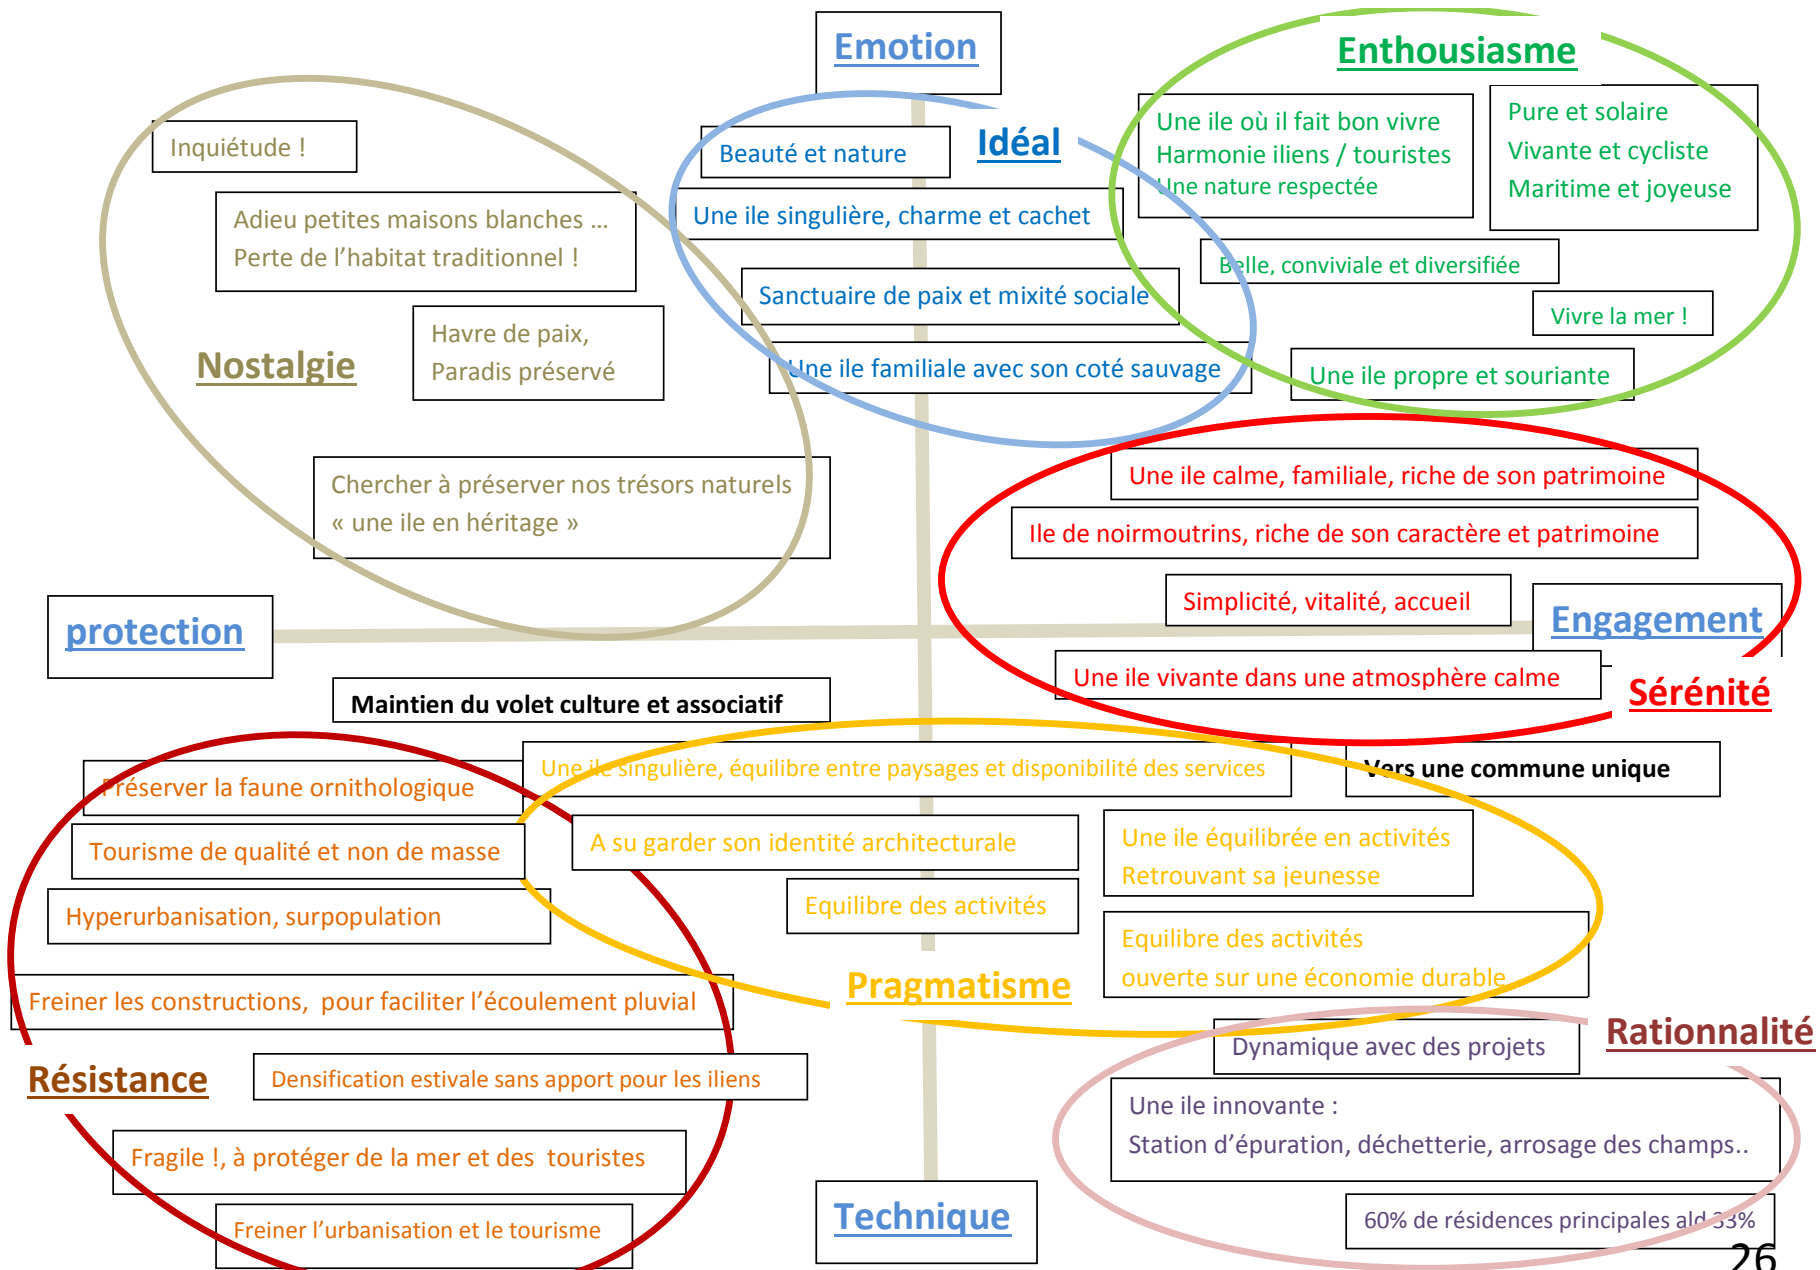 Emotion
Enthousiasme
Inquiétude !
Adieu petites maisons blanches ...
Perte de l'habitat traditionnel !
Havre de paix,
Paradis préservé
Nostalgie
Chercher à préserver nos trésors naturels
« une ile en héritage »
Idéal
Beauté et nature
Une ile singulière, charme et cachet
Sanctuaire de paix et mixité sociale
Une ile familiale avec son coté sauvage
Une ile où il fait bon vivre
Harmonie iliens / touristes
Une nature respectée
Pure et solaire
Vivante et cycliste
Maritime et joyeuse
Belle, conviviale et diversifiée
Vivre la mer !
Une ile propre et souriante
Une ile calme, familiale, riche de son patrimoine
Ile de noirmoutrins, riche de son caractère et patrimoine
Simplicité, vitalité, accueil
protection
Engagement
Une ile vivante dans une atmosphère calme
Sérénité
Maintien du volet culture et associatif
Une ile singulière, équilibre entre paysages et disponibilité des services
Vers une commune unique
Préserver la faune ornithologique
Tourisme de qualité et non de masse
Hyperurbanisation, surpopulation
A su garder son identité architecturale
Equilibre des activités
Une ile équilibrée en activités
Retrouvant sa jeunesse
Equilibre des activités
ouverte sur une économie durable
Pragmatisme
Freiner les constructions, pour faciliter l'écoulement pluvial
Résistance
Densification estivale sans apport pour les iliens
Fragile !, à protéger de la mer et des touristes
Freiner l'urbanisation et le tourisme
Rationnalité
Dynamique avec des projets
Une ile innovante :
Station d'épuration, déchetterie, arrosage des champs..
60% de résidences principales ald 33%
Technique
26